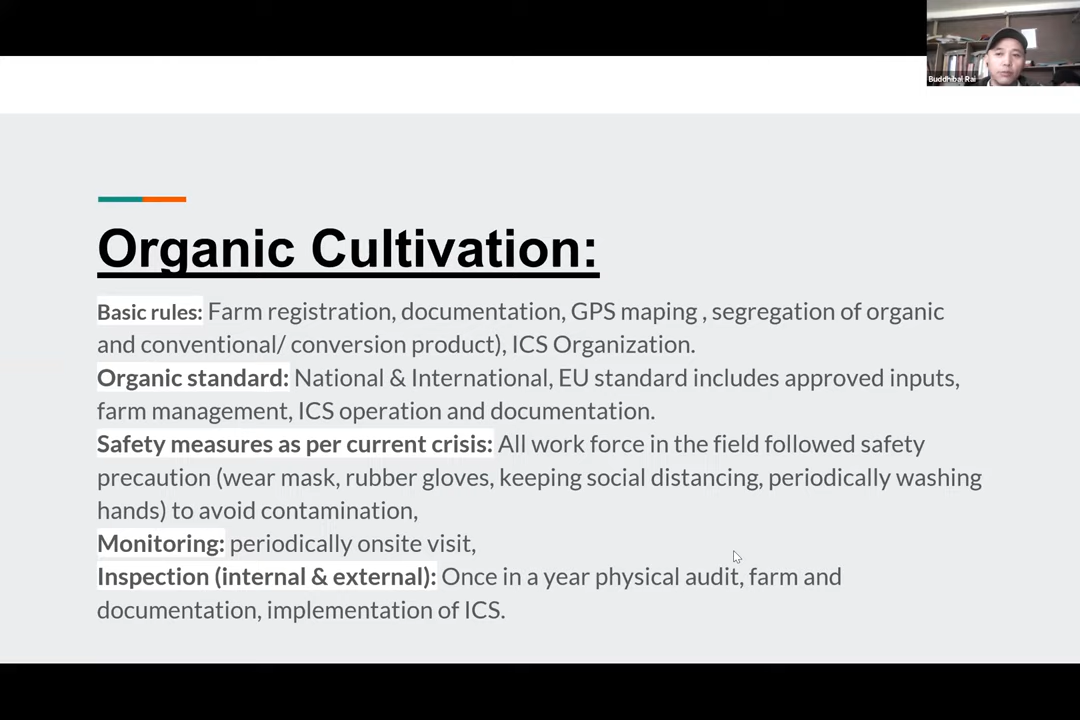 Buddhibal Rai
Organic Cultivation:
Basic rules: Farm registration, documentation, GPS maping , segregation of organic
and conventional/ conversion product), ICS Organization.
Organic standard: National & International, EU standard includes approved inputs,
farm management, ICS operation and documentation.
Safety measures as per current crisis: All work force in the field followed safety
precaution (wear mask, rubber gloves, keeping social distancing, periodically washing
hands) to avoid contamination,
Monitoring: periodically onsite visit,
Inspection (internal & external): Once in a year physical audit, farm and
documentation, implementation of ICS.